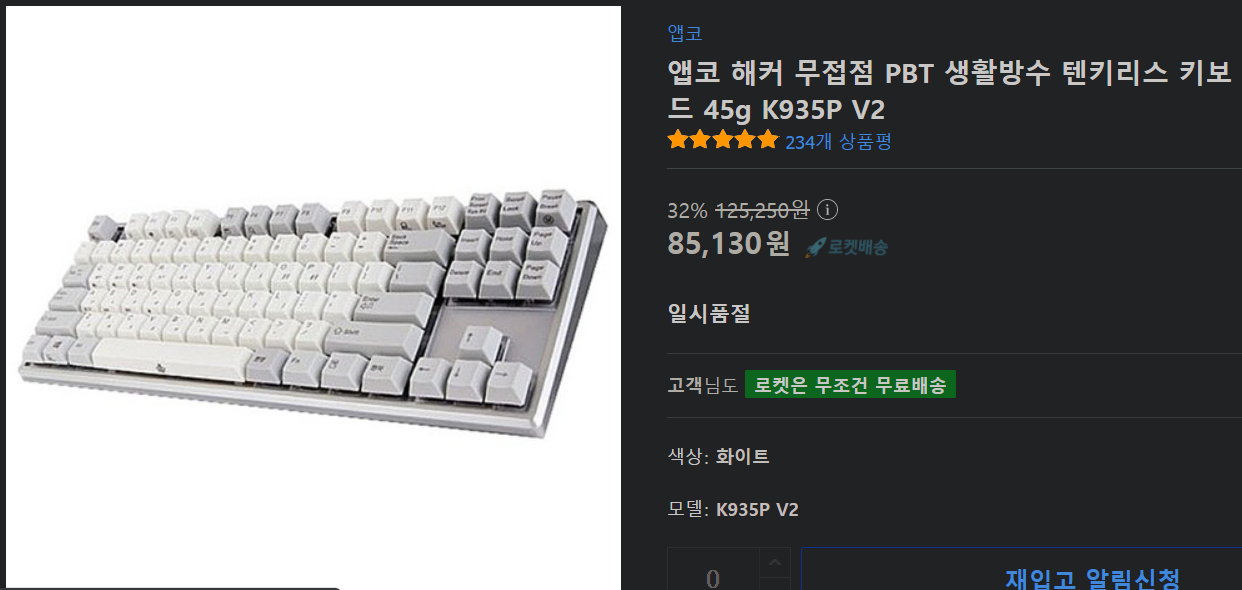 앱코
앱코 해커 무접점 PBT 생활방수 텐키리스 키보
드 45g K935P V2
234개 상품평
32% 125,250원
85,130원 로켓배송
일시품절
고객님도 로켓은 무조건 무료배송
색상: 화이트
모델: K935P V2
0
재입고 알림신청